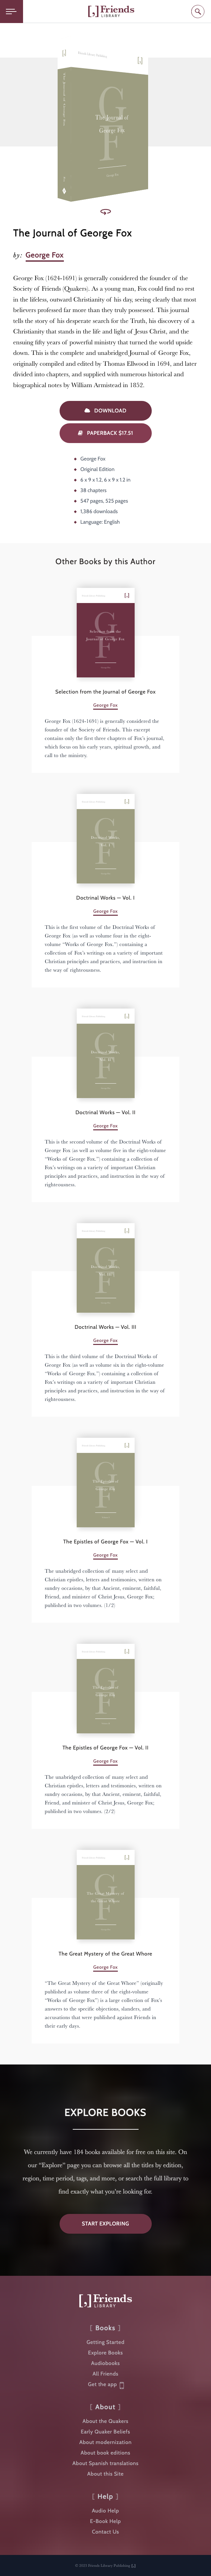 Friends
LIBRARY
The Journal of
George Fox
The Journal of George Fox
by: George Fox
George Fox (1624-1691) is generally considered the founder of the
Society of Friends (Quakers). As a young man, Fox could find no rest
in the lifeless, outward Christianity of his day, seeing clearly that most
believers professed far more than they truly possessed. This journal
tells the story of his desperate search for the Truth, his discovery of a
Christianity that stands in the life and light of Jesus Christ, and the
ensuing fifty years of powerful ministry that turned the world upside
down. This is the complete and unabridged Journal of George Fox,
originally compiled and edited by Thomas Ellwood in 1694, and later
divided into chapters, and supplied with numerous historical and
biographical notes by William Armistead in 1852.
DOWNLOAD
PAPERBACK $17.51
George Fox
Original Edition
6 x 9 x 1.2, 6 x 9 x 1.2 in
38 chapters
547 pages, 525 pages
1,386 downloads
Language: English
Other Books by this Author
Selection from the
Journal of George Fox
Selection from the Journal of George Fox
George Fox
George Fox (1624-1691) is generally considered the
founder of the Society of Friends. This excerpt
contains only the first three chapters of Fox's journal,
which focus on his early years, spiritual growth, and
call to the ministry.
Doctrinal Works — Vol. I
George Fox
This is the first volume of the Doctrinal Works of
George Fox (as well as volume four in the eight-
volume "Works of George Fox.") containing a
collection of Fox's writings on a variety of important
Christian principles and practices, and instruction in
the way of righteousness.
Doctrinal Works — Vol. II
George Fox
This is the second volume of the Doctrinal Works of
George Fox (as well as volume five in the eight-volume
"Works of George Fox.") containing a collection of
Fox's writings on a variety of important Christian
principles and practices, and instruction in the way of
righteousness.
Doctrinal Works — Vol. III
George Fox
This is the third volume of the Doctrinal Works of
George Fox (as well as volume six in the eight-volume
"Works of George Fox.") containing a collection of
Fox's writings on a variety of important Christian
principles and practices, and instruction in the way of
righteousness.
The Epistles of George Fox — Vol. I
George Fox
The unabridged collection of many select and
Christian epistles, letters and testimonies, written on
sundry occasions, by that Ancient, eminent, faithful,
Friend, and minister of Christ Jesus, George Fox;
published in two volumes. (1/2)
The Epistles of George Fox — Vol. II
George Fox
The unabridged collection of many select and
Christian epistles, letters and testimonies, written on
sundry occasions, by that Ancient, eminent, faithful,
Friend, and minister of Christ Jesus, George Fox;
published in two volumes. (2/2)
The Great Mystery of the Great Whore
George Fox
"The Great Mystery of the Great Whore" (originally
published as volume three of the eight-volume
"Works of George Fox") is a large collection of Fox's
answers to the specific objections, slanders, and
accusations that were published against Friends in
their early days.
EXPLORE BOOKS
We currently have 184 books available for free on this site. On
our "Explore" page you can browse all the titles by edition,
region, time period, tags, and more, or search the full library to
find exactly what you're looking for.
START EXPLORING
Friends
LIBRARY
[ Books ]
Getting Started
Explore Books
Audiobooks
All Friends
Get the app
[ About ]
About the Quakers
Early Quaker Beliefs
About modernization
About book editions
About Spanish translations
About this Site
[ Help ]
Audio Help
E-Book Help
Contact Us
© 2021 Friends Library Publishing